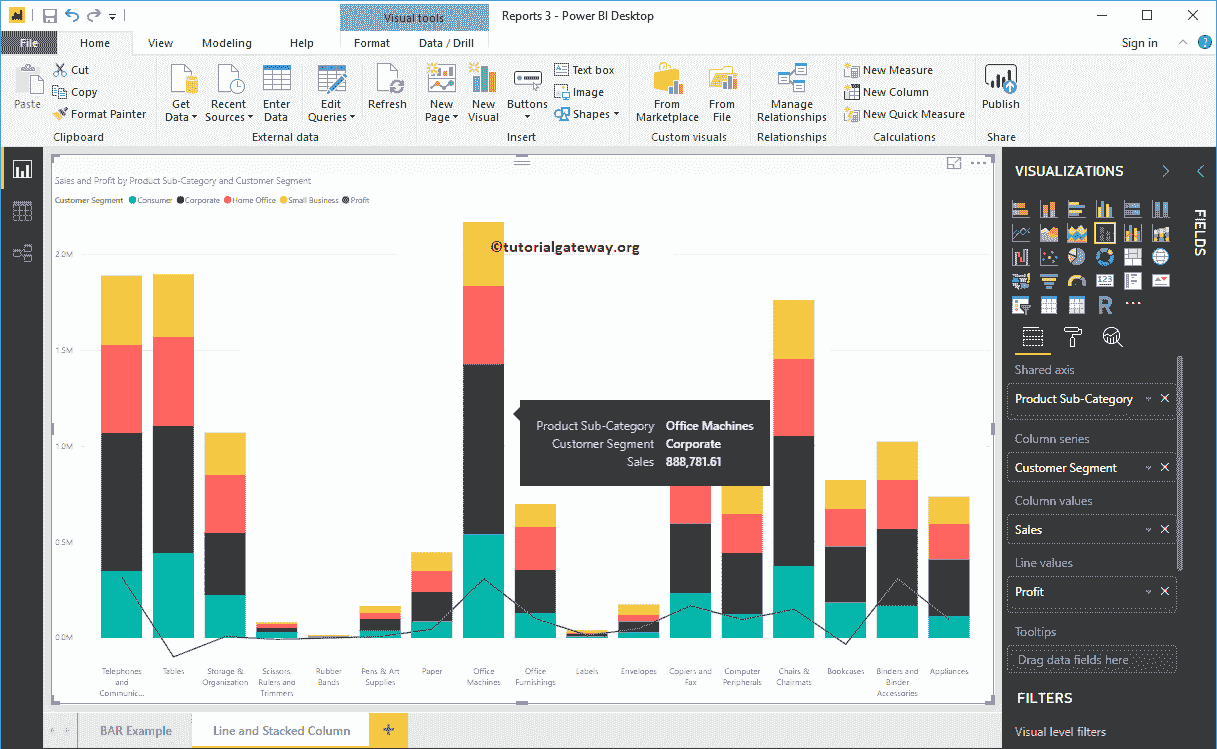 Visual tools
Reports 3 - Power BI Desktop
File Home View Modeling Help Format Data / Drill Sign in ?
Paste
Cut
Copy
Format Painter
Clipboard
Get Data
Recent Sources
Enter Data
Edit Queries
External data
Refresh
New Page
New Visual
Buttons
Text box
Image
Shapes
Insert
From Marketplace
From File
Custom visuals
Manage Relationships
Relationships
New Measure
New Column
New Quick Measure
Calculations
Publish
Share
Sales and Profit by Product Sub-Category and Customer Segment
Customer Segment Consumer Corporate Home Office Small Business Profit
©tutorialgateway.org
2.0M
1.5M
1.0M
0.5M
0.0M
Product Sub-Category Office Machines
Customer Segment Corporate
Sales 888,781.61
Telephones and Communic...
Tables
Storage & Organization
Scissors, Rulers and Trimmers
Rubber Bands
Pens & Art Supplies
Paper
Office Machines
Office Furnishings
Labels
Envelopes
Copiers and Fax
Computer Peripherals
Chairs & Chairmats
Bookcases
Binders and Binder Accessories
Appliances
BAR Example
Line and Stacked Column
VISUALIZATIONS
FIELDS
123
R
Shared axis
Product Sub-Category
Column series
Customer Segment
Column values
Sales
Line values
Profit
Tooltips
Drag data fields here
FILTERS
Visual level filters